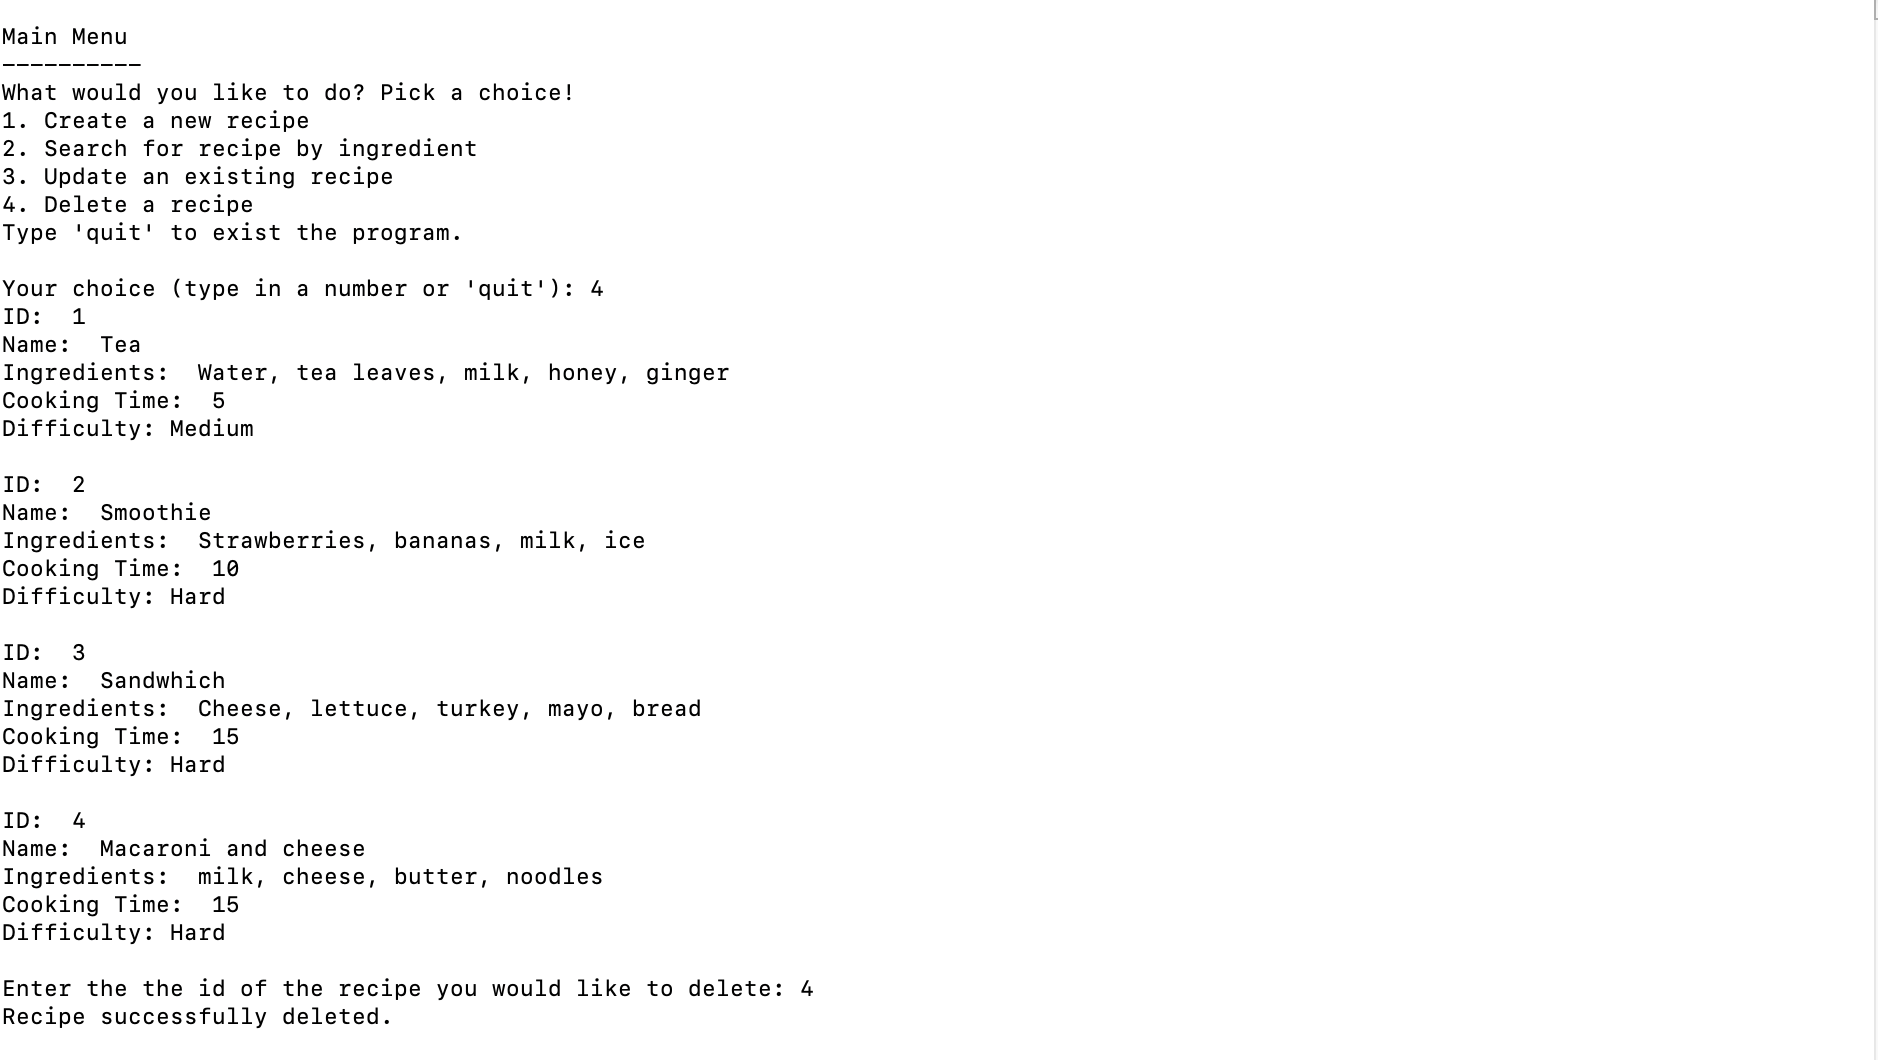 Main Menu
----------
What would you like to do? Pick a choice!
1. Create a new recipe
2. Search for recipe by ingredient
3. Update an existing recipe
4. Delete a recipe
Type 'quit' to exist the program.
Your choice (type in a number or 'quit'): 4
ID:  1
Name:  Tea
Ingredients:  Water, tea leaves, milk, honey, ginger
Cooking Time:  5
Difficulty: Medium
ID:  2
Name:  Smoothie
Ingredients:  Strawberries, bananas, milk, ice
Cooking Time:  10
Difficulty: Hard
ID:  3
Name:  Sandwhich
Ingredients:  Cheese, lettuce, turkey, mayo, bread
Cooking Time:  15
Difficulty: Hard
ID:  4
Name:  Macaroni and cheese
Ingredients:  milk, cheese, butter, noodles
Cooking Time:  15
Difficulty: Hard
Enter the the id of the recipe you would like to delete: 4
Recipe successfully deleted.